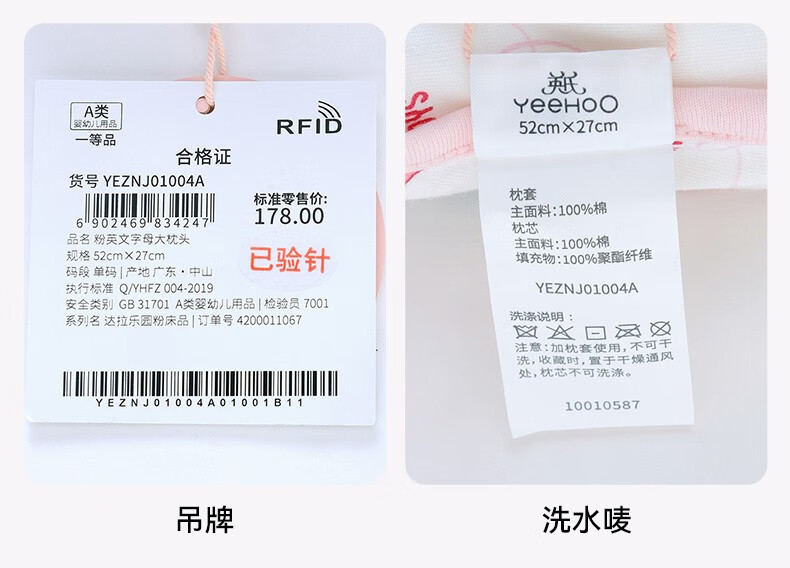 A类
婴幼儿用品
一等品
RFID
合格证
货号 YEZNJ01004A
标准零售价:
178.00
6 902469 834247
品名 粉英文字母大枕头
规格 52cm×27cm
已验针
码段 单码 | 产地 广东·中山
执行标准 Q/YHFZ 004-2019
安全类别 GB 31701 A类婴幼儿用品 | 检验员 7001
系列名 达拉乐园粉床品 | 订单号 4200011067
YEZNJ01004A01001B11
吊牌
英氏
YeeHoO
52cm×27cm
枕套
主面料: 100%棉
枕芯
主面料: 100%棉
填充物: 100%聚酯纤维
YEZNJ01004A
洗涤说明:
注意: 加枕套使用, 不可干
洗, 收藏时, 置于干燥通风
处, 枕芯不可洗涤.
10010587
洗水唛